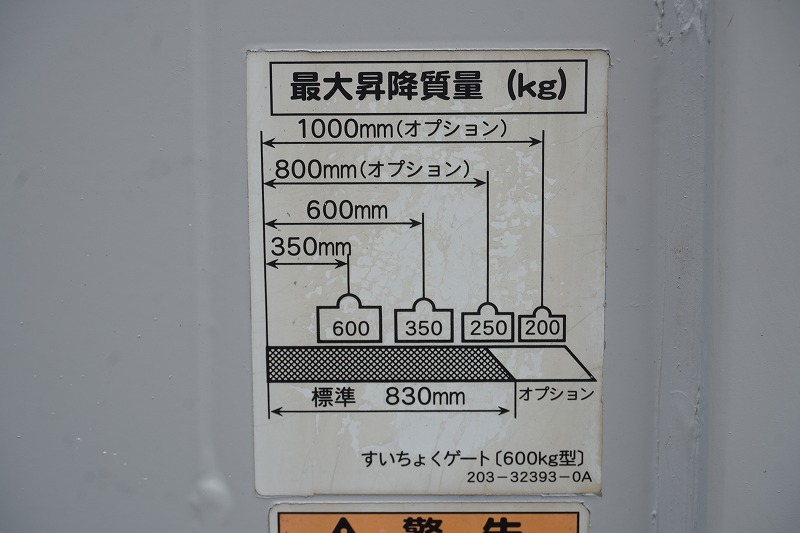 最大昇降質量 (kg)
1000mm(オプション)
800mm(オプション)
600mm
350mm
600 350 250 200
標準 830mm オプション
すいちょくゲート〔600kg型〕
203-32393-0A
警告